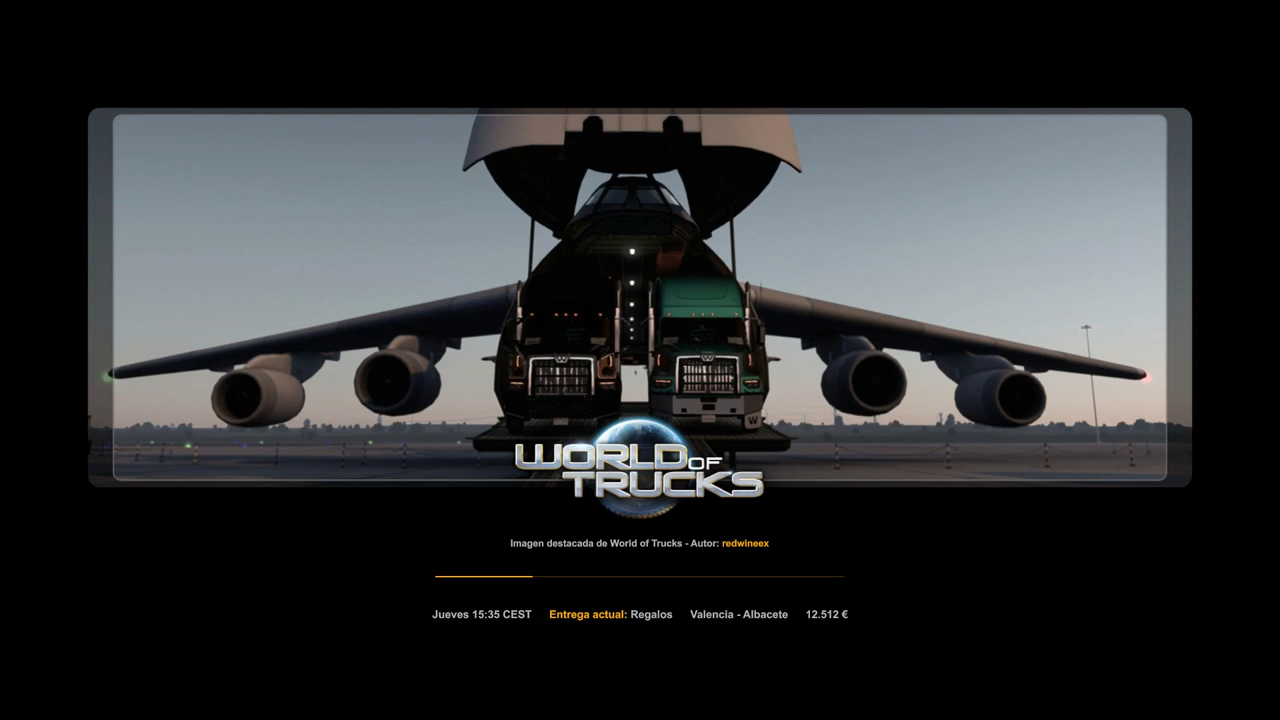 WORLD OF
TRUCKS
Imagen destacada de World of Trucks - Autor: redwineex
Jueves 15:35 CEST Entrega actual: Regalos Valencia - Albacete 12.512 €